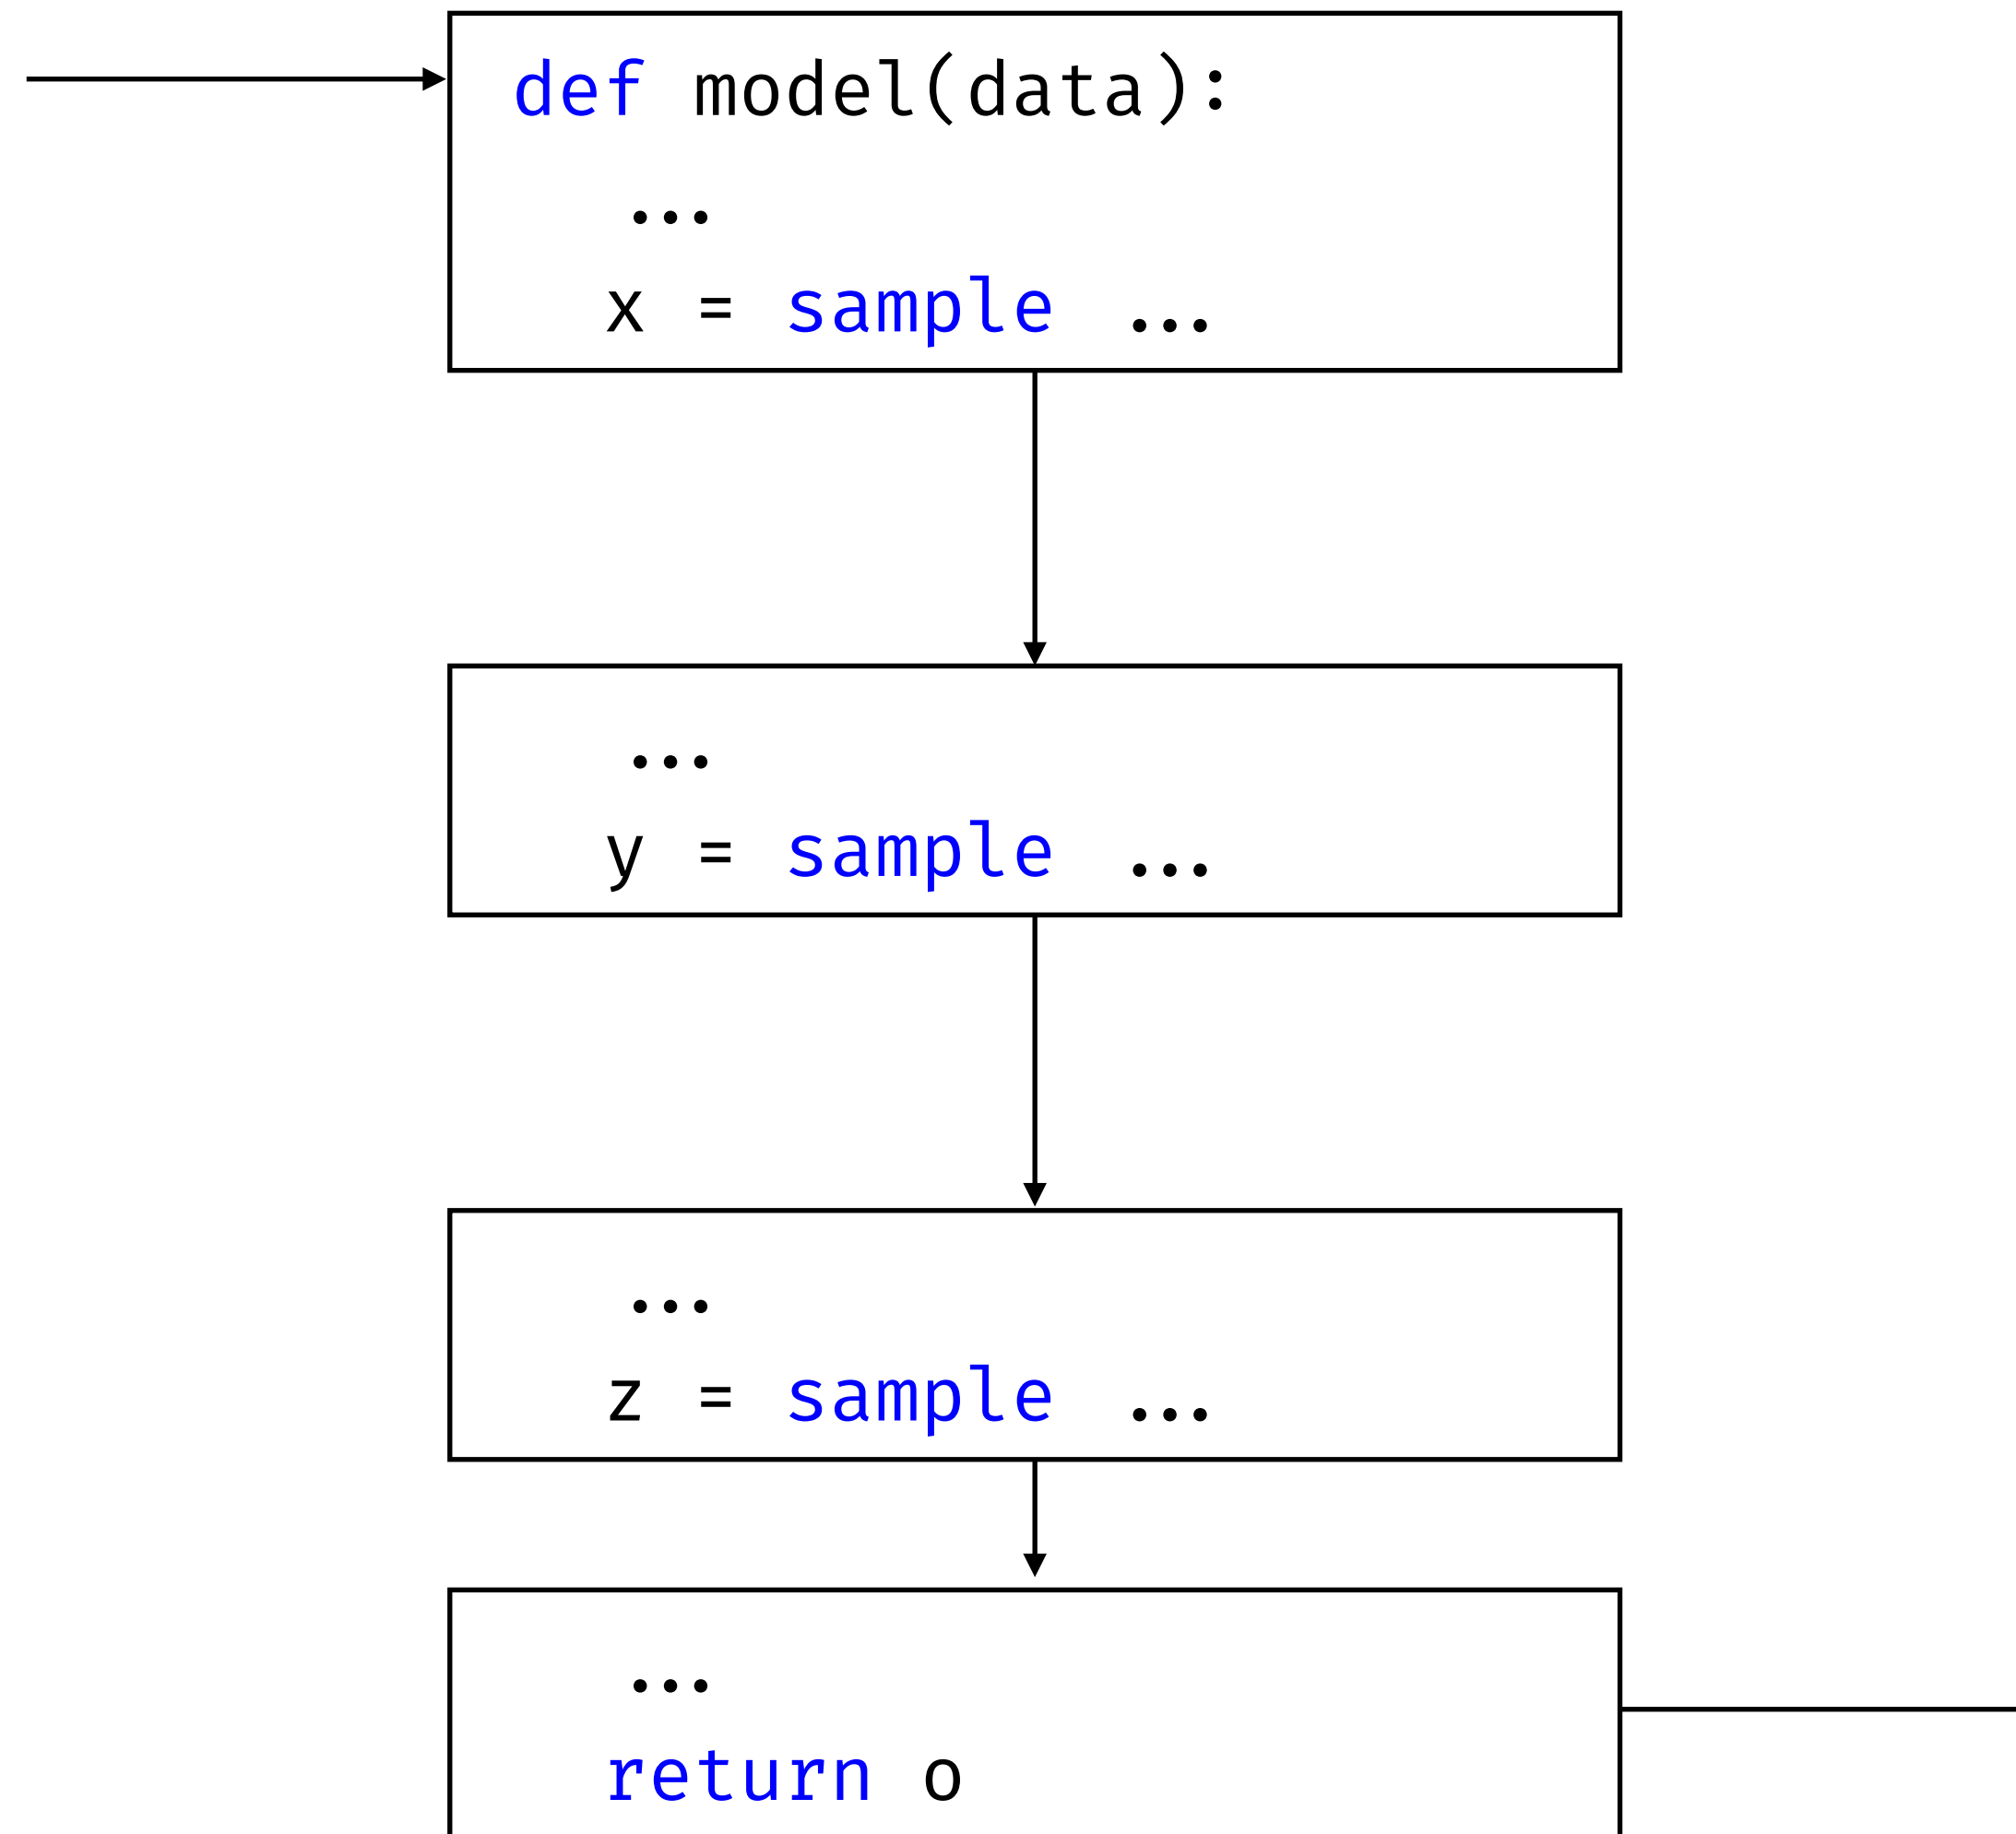 def model(data):
...
x = sample ...
...
y = sample ...
...
z = sample ...
...
return o